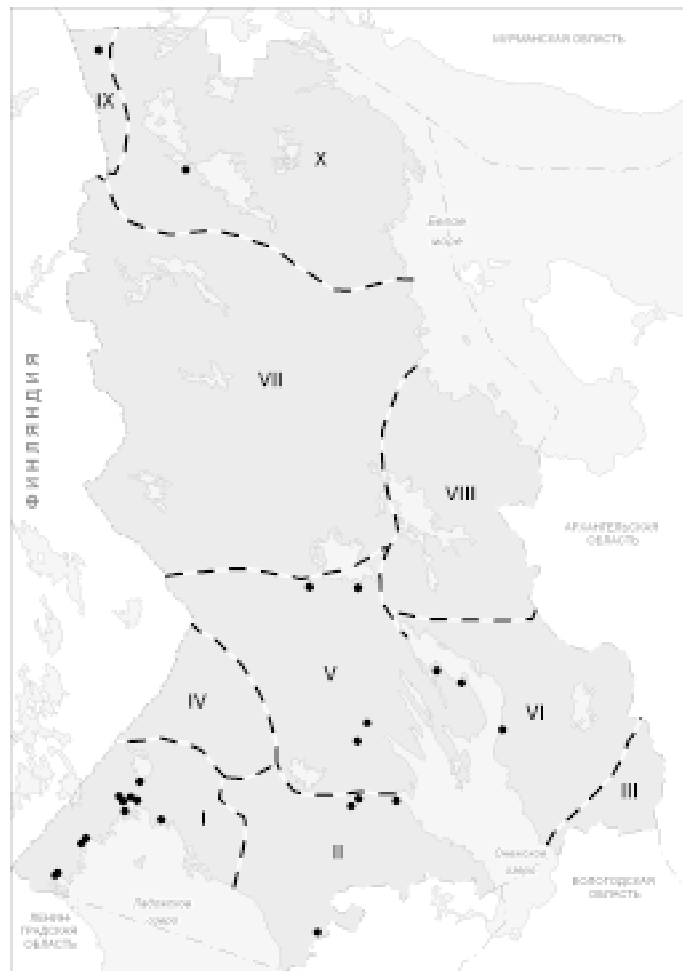 МУРМАНСКАЯ ОБЛАСТЬ
IX
X
Белое
море
ФИНЛЯНДИЯ
VII
VIII
АРХАНГЕЛЬСКАЯ
ОБЛАСТЬ
V
IV
VI
III
I
II
Онежское
озеро
ВОЛОГОДСКАЯ
ОБЛАСТЬ
Ладожское
озеро
ЛЕНИН-
ГРАДСКАЯ
ОБЛАСТЬ